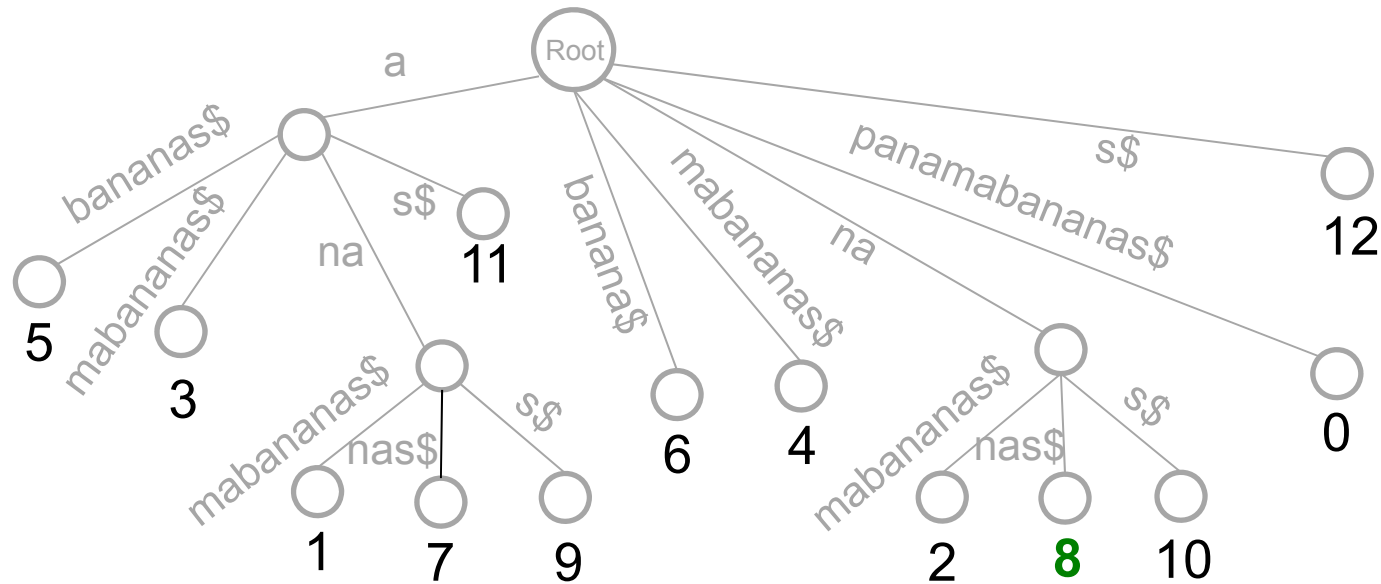 Root
a
bananas$
mabananas$
na
s$
banana$
mabananas$
na
panamabananas$
s$
5
3
11
12
mabananas$
nas$
s$
6
4
mabananas$
nas$
s$
0
1
7
9
2
8
10